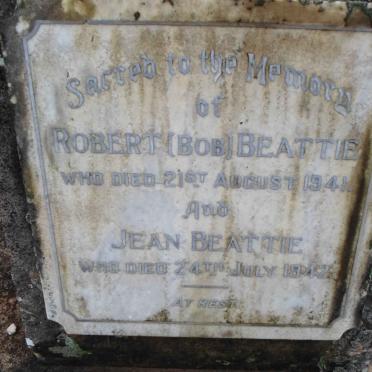 Sacred to the Memory
of
ROBERT (BOB) BEATTIE
WHO DIED 21ST AUGUST 1941.
And
JEAN BEATTIE
WHO DIED 24TH JULY
AT REST